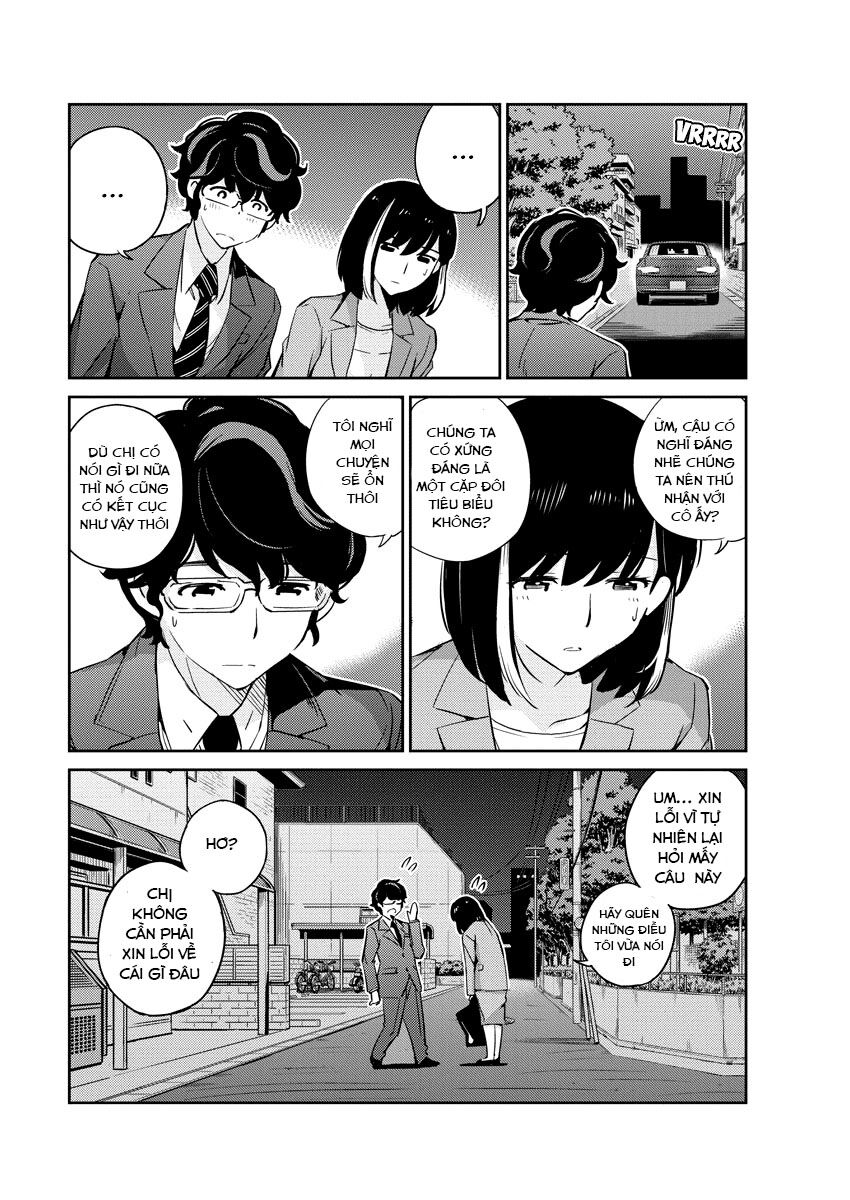 VRRRR
...
...
ỪM, CẬU CÓ
NGHĨ ĐÁNG
NHẼ CHÚNG
TA NÊN THÚ
NHẬN VỚI
CÔ ẤY?
CHÚNG TA
CÓ XỨNG
ĐÁNG LÀ
MỘT CẶP ĐÔI
TIÊU BIỂU
KHÔNG?
TÔI NGHĨ
MỌI
CHUYỆN
SẼ ỔN
THÔI
DÙ CHỊ CÓ
NÓI GÌ ĐI NỮA
THÌ NÓ CŨNG
CÓ KẾT CỤC
NHƯ VẬY THÔI
UM... XIN
LỖI VÌ TỰ
NHIÊN LẠI
HỎI MẤY
CÂU NÀY
HÃY QUÊN
NHỮNG ĐIỀU
TÔI VỪA NÓI
ĐI
HƠ?
CHỊ
KHÔNG
CẦN PHẢI
XIN LỖI VỀ
CÁI GÌ ĐÂU